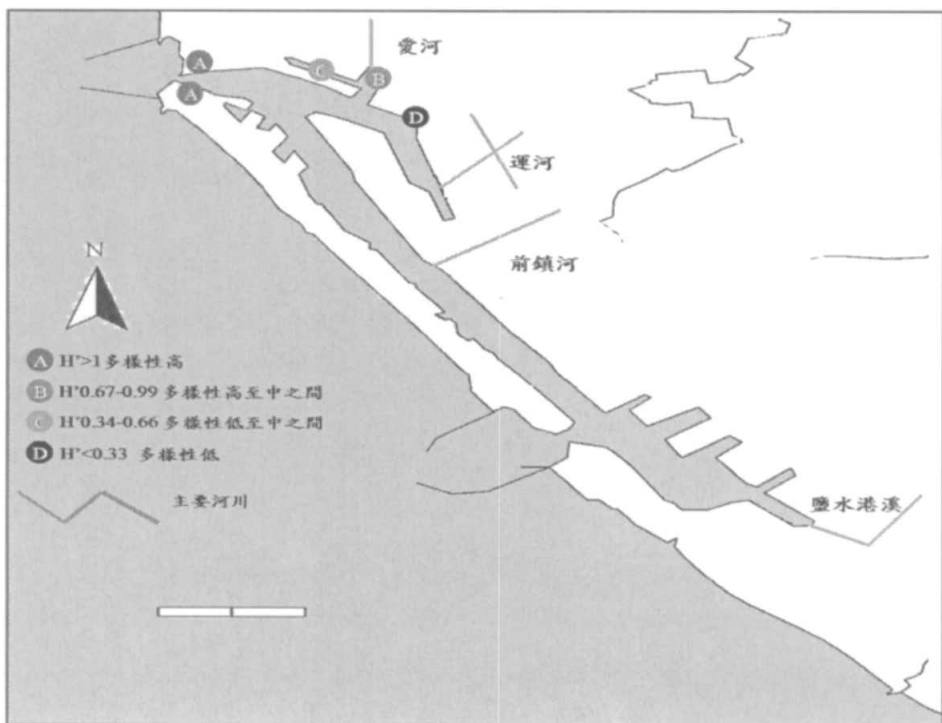 愛河
A
C
B
A
D
運河
前鎮河
N
A H'>1多樣性高
B H'0.67-0.99 多樣性高至中之間
C H'0.34-0.66 多樣性低至中之間
D H'<0.33 多樣性低
主要河川
鹽水港溪